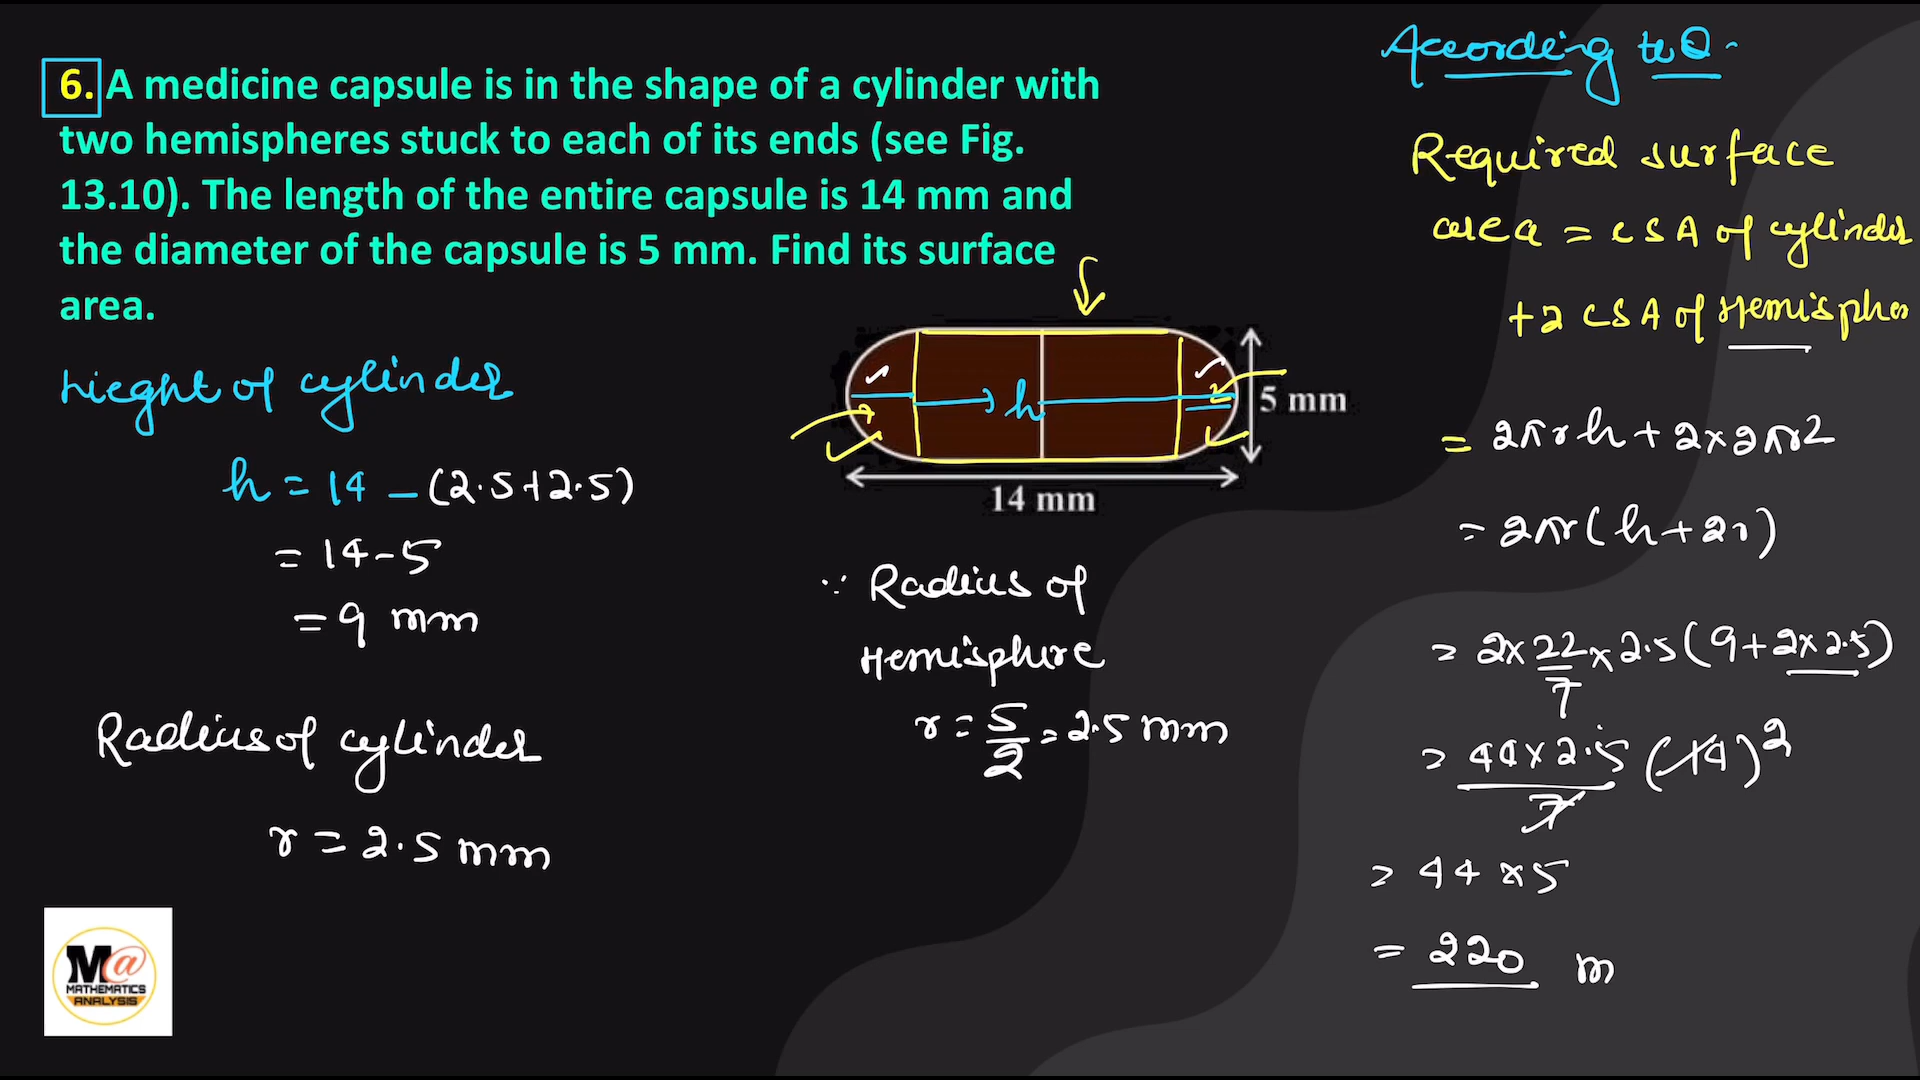 6. A medicine capsule is in the shape of a cylinder with
two hemispheres stuck to each of its ends (see Fig.
13.10). The length of the entire capsule is 14 mm and
the diameter of the capsule is 5 mm. Find its surface
area.
Hieght of cylinder
h = 14 - (2.5+2.5)
= 14-5
= 9 mm
Radius of cylinder
r = 2.5 mm
h
5 mm
14 mm
∵ Radius of
Hemisphire
r = 5/2 = 2.5 mm
According to Q.
Required surface
area = CSA of cylinder
+2 CSA of Hemispher
= 2πrh + 2×2πr²
= 2πr(h+2r)
= 2×22/7×2.5(9+2×2.5)
= 44×2.5/7 (14) 2
= 44×5
= 220 m
M@
MATHEMATICS
ANALYSIS